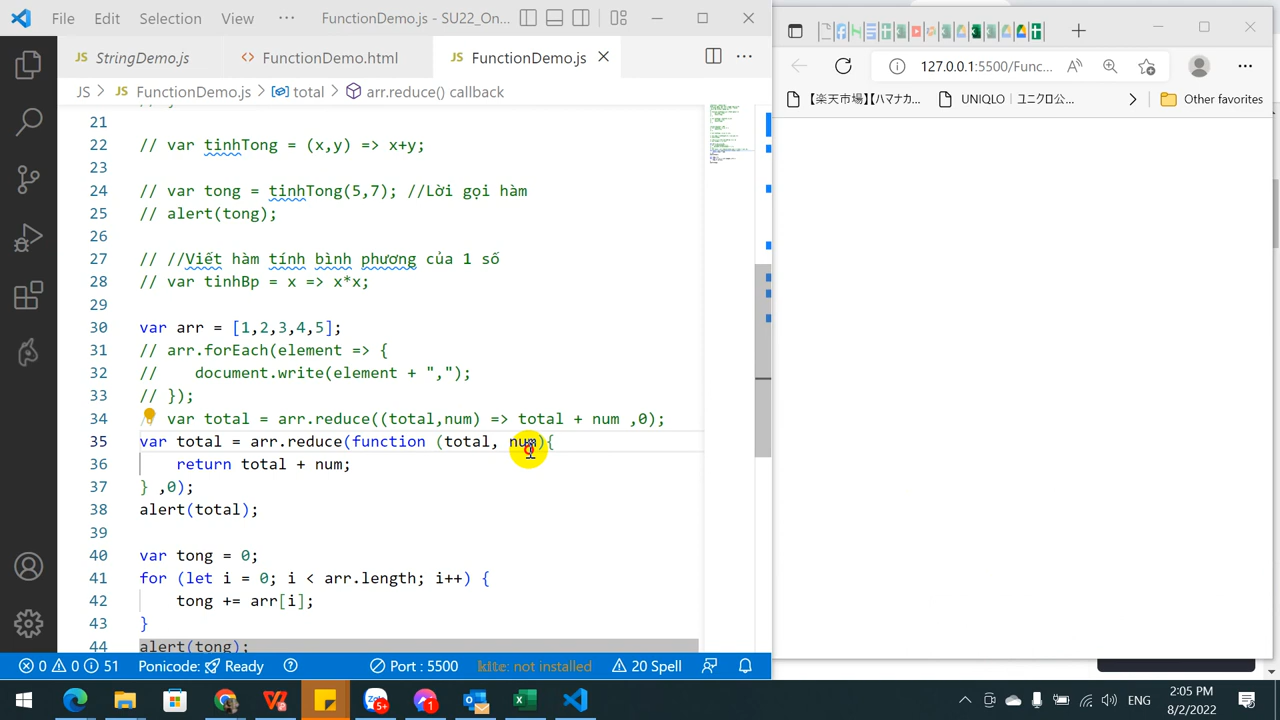 File Edit Selection View ··· FunctionDemo.js - SU22_On...
StringDemo.js FunctionDemo.html JS FunctionDemo.js
JS > FunctionDemo.js > total > arr.reduce() callback
127.0.0.1:5500/Func...
【楽天市場】【ハマナカ... UNIQLO｜ユニクロ公... Other favorites
21
22 // var tinhTong = (x,y) => x+y;
23
24 // var tong = tinhTong(5,7); //Lời gọi hàm
25 // alert(tong);
26
27 // //Viết hàm tính bình phương của 1 số
28 // var tinhBp = x => x*x;
29
30 var arr = [1,2,3,4,5];
31 // arr.forEach(element => {
32 // document.write(element + ",");
33 // });
34 // var total = arr.reduce((total,num) => total + num ,0);
35 var total = arr.reduce(function (total, num){
36 return total + num;
37 } ,0);
38 alert(total);
39
40 var tong = 0;
41 for (let i = 0; i < arr.length; i++) {
42 tong += arr[i];
43 }
44 alert(tong);
0 0 51 Ponicode: Ready Port : 5500 kite: not installed 20 Spell
ENG 2:05 PM
8/2/2022